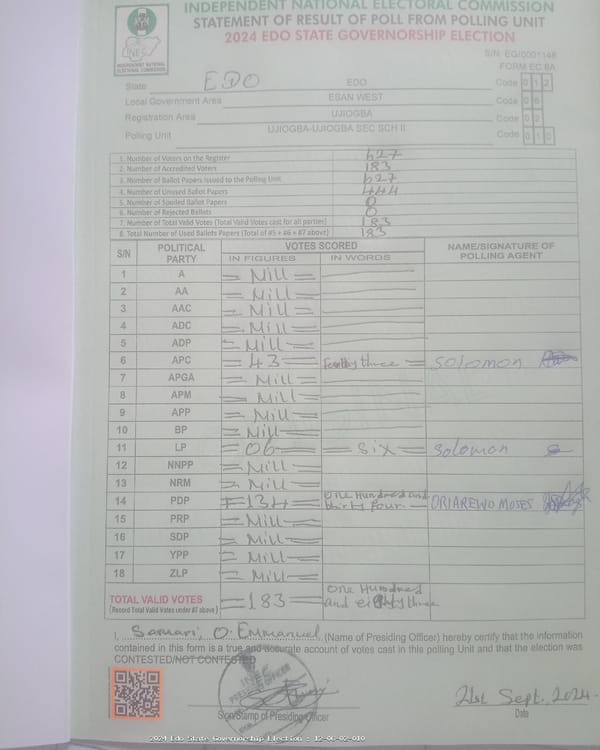 INDEPENDENT NATIONAL ELECTORAL COMMISSION
STATEMENT OF RESULT OF POLL FROM POLLING UNIT
2024 EDO STATE GOVERNORSHIP ELECTION
INEC
INDEPENDENT NATIONAL ELECTORAL COMMISSION
S/N: EG/0001148
FORM EC 8A
State EDO EDO Code 0 1 2
Local Government Area ESAN WEST Code 0 6
Registration Area UJIOGBA Code 0 2
Polling Unit UJIOGBA-UJIOGBA SEC SCH II Code 0 1 0
1. Number of Voters on the Register 627
2. Number of Accredited Voters 183
3. Number of Ballot Papers Issued to the Polling Unit 627
4. Number of Unused Ballot Papers 444
5. Number of Spoiled Ballot Papers 0
6. Number of Rejected Ballots 0
7. Number of Total Valid Votes (Total Valid Votes cast for all parties) 183
8. Total Number of Used Ballots Papers (Total of #5 + #6 + #7 above) 183
S/N POLITICAL PARTY VOTES SCORED NAME/SIGNATURE OF POLLING AGENT
IN FIGURES IN WORDS
1 A = Nill =
2 AA = Nill =
3 AAC = Nill =
4 ADC = Nill =
5 ADP = Nill =
6 APC = 43 = Fourthy three = SOLOMON
7 APGA = Nill =
8 APM = Nill =
9 APP = Nill =
10 BP = Nill =
11 LP = 06 = SIX = Solomon
12 NNPP = Nill =
13 NRM = Nill =
14 PDP = 134 = One Hundred and thirty four = ORIAREWO MOSES
15 PRP = Nill =
16 SDP = Nill =
17 YPP = Nill =
18 ZLP = Nill =
TOTAL VALID VOTES = 183 = One Hundred
(Record Total Valid Votes under #7 above) and eighty three
I, Samari, O. Emmanuel (Name of Presiding Officer) hereby certify that the information
contained in this form is a true and accurate account of votes cast in this polling Unit and that the election was
CONTESTED/NOT CONTESTED
INEC
PRESIDING OFFICER
21st Sept. 2024.
Sign/Stamp of Presiding Officer Date
2024 Edo State Governorship Election : 12-06-02-010